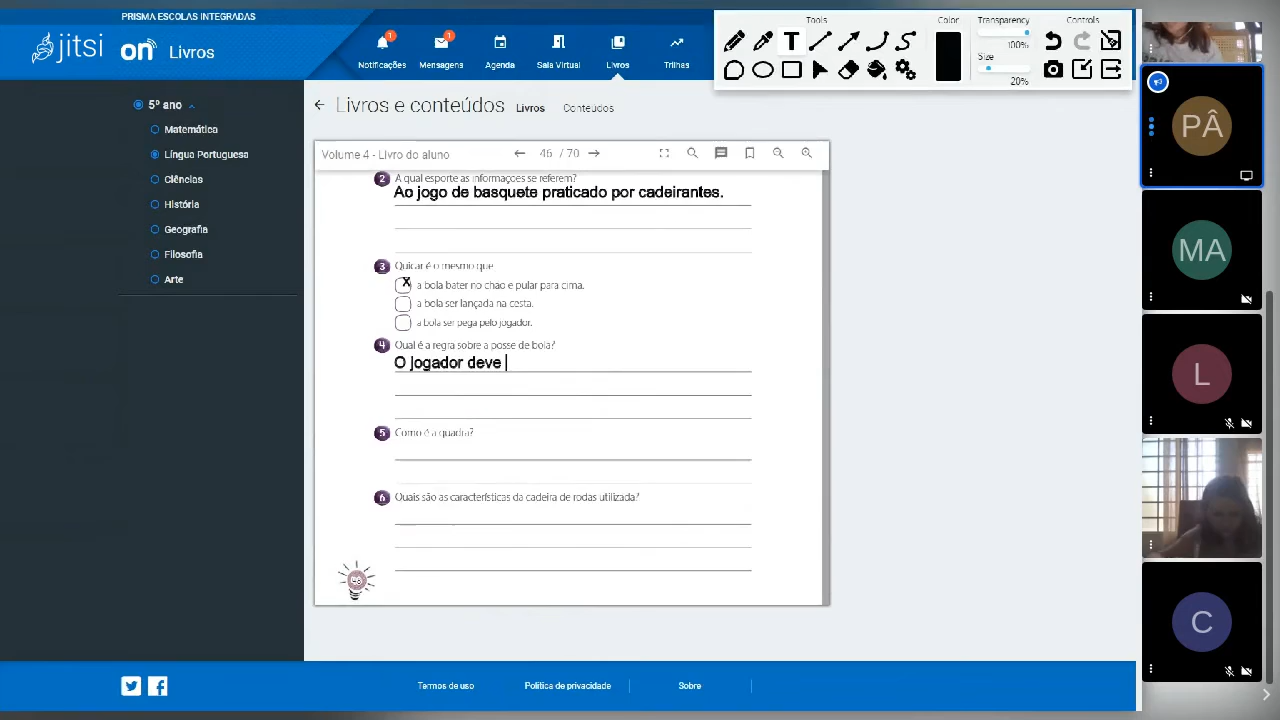 PRISMA ESCOLAS INTEGRADAS
jitsi on Livros
Notificações 1
Mensagens 1
Agenda
Sala Virtual
Livros
Trilhas
Tools
Color
Transparency
100%
Size
20%
Controls
T
5º ano
Matemática
Língua Portuguesa
Ciências
História
Geografia
Filosofia
Arte
Livros e conteúdos Livros Conteúdos
Volume 4 - Livro do aluno 46 / 70
2 A qual esporte as informações se referem?
Ao jogo de basquete praticado por cadeirantes.
3 Quicar é o mesmo que
x a bola bater no chão e pular para cima.
a bola ser lançada na cesta.
a bola ser pega pelo jogador.
4 Qual é a regra sobre a posse de bola?
O jogador deve
5 Como é a quadra?
6 Quais são as características da cadeira de rodas utilizada?
Termos de uso
Política de privacidade
Sobre
PÂ
MA
L
C